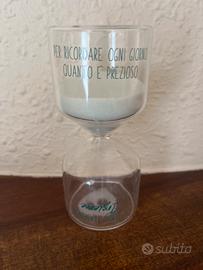 PER RICORDARE OGNI GIORNO
QUANTO È PREZIOSO
subito